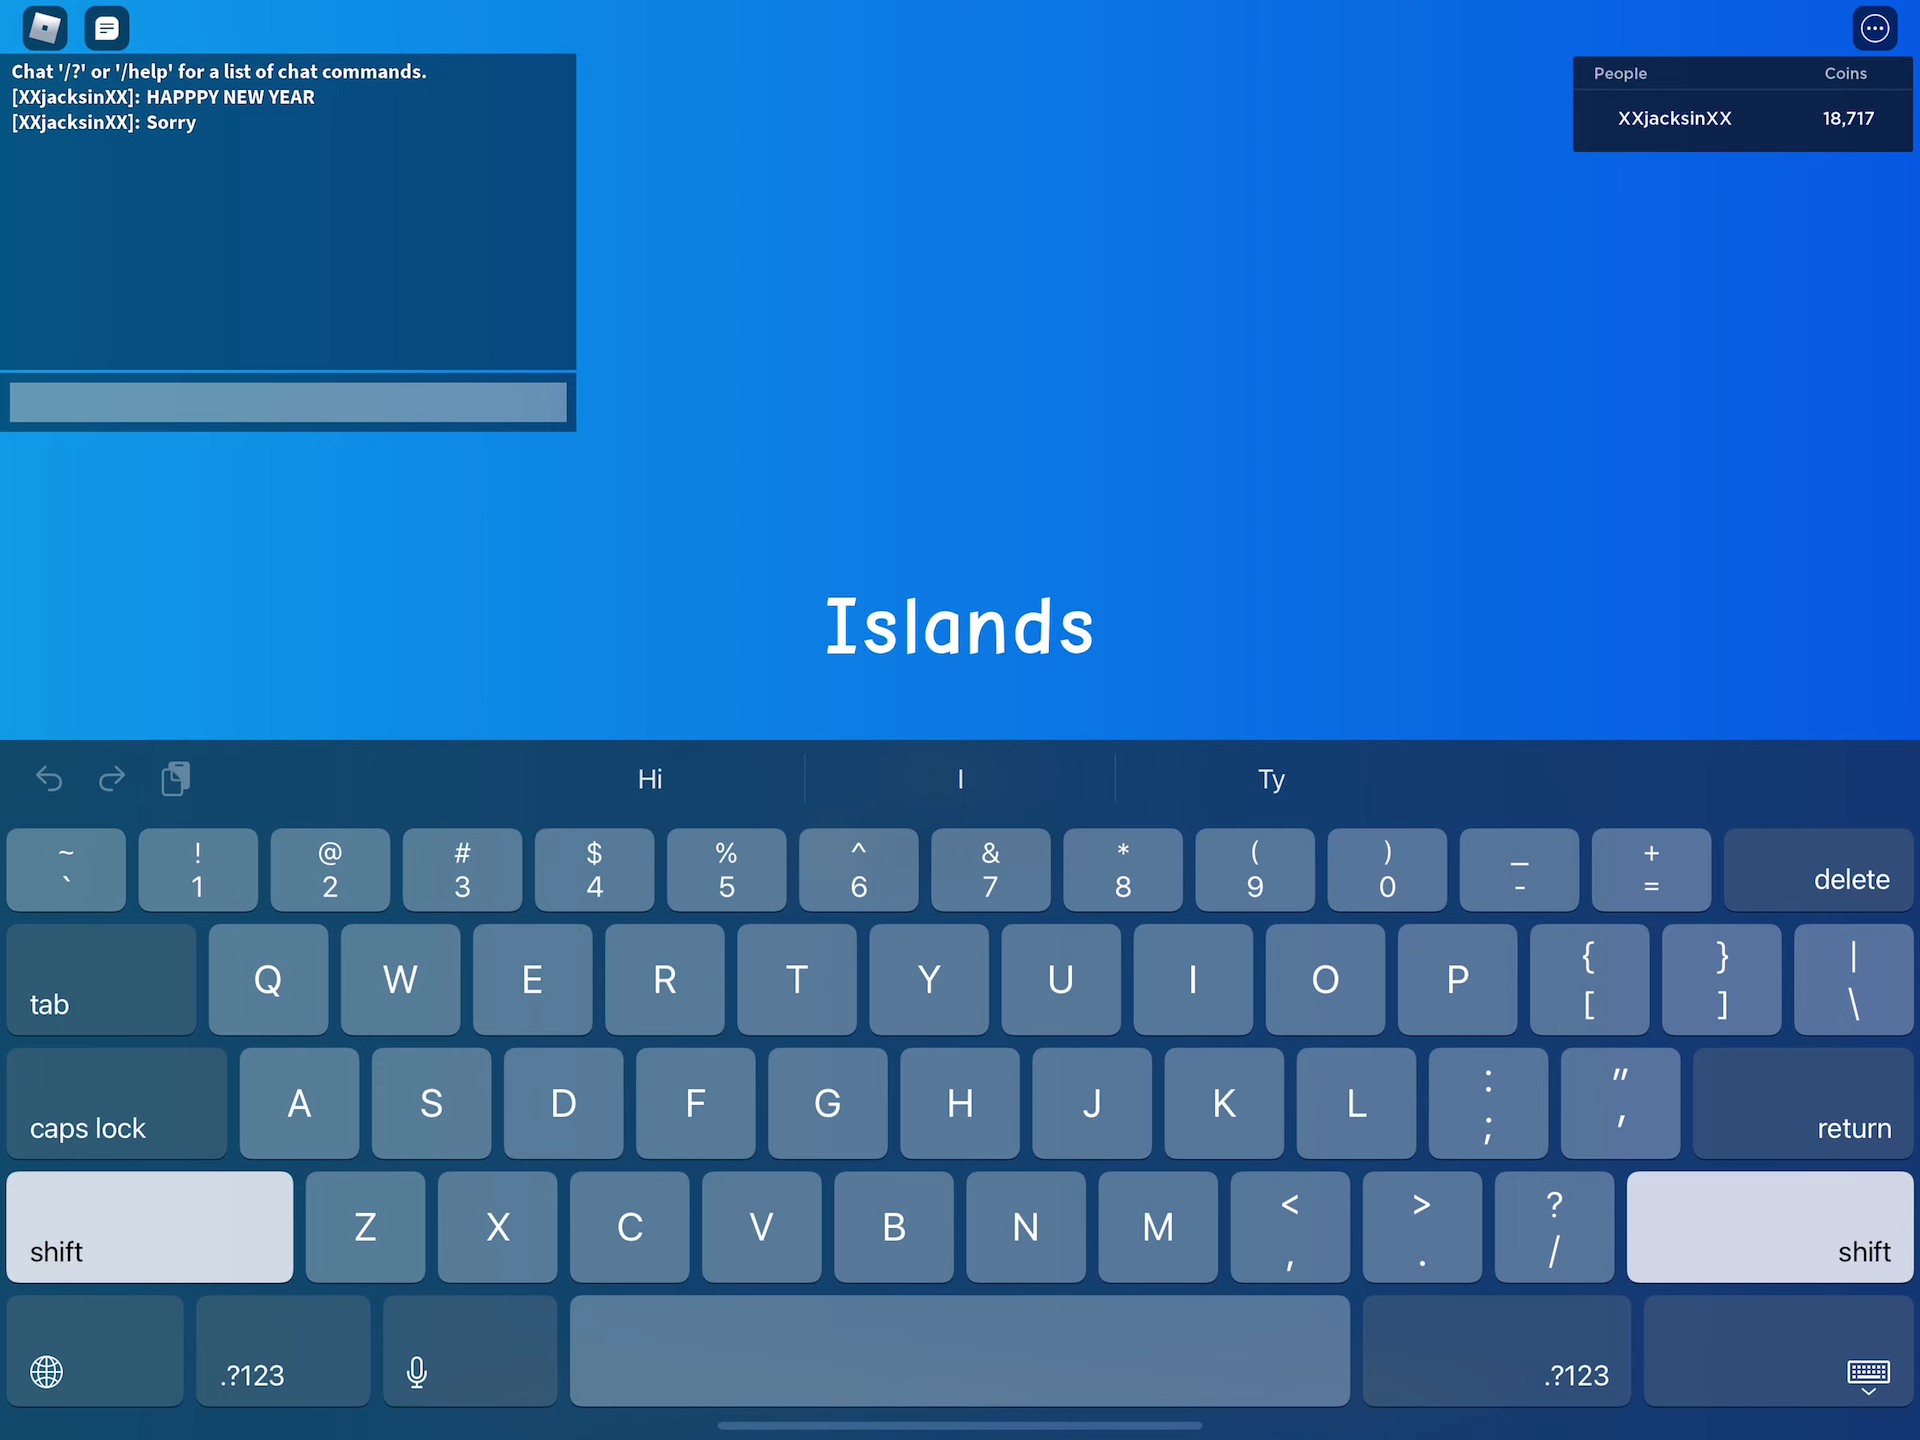 Chat '/?' or '/help' for a list of chat commands.
[XXjacksinXX]: HAPPPY NEW YEAR
[XXjacksinXX]: Sorry
People Coins
XXjacksinXX 18,717
Islands
Hi I Ty
~ ! @ # $ % ^ & * ( ) _ +
` 1 2 3 4 5 6 7 8 9 0 - = delete
tab Q W E R T Y U I O P { [ } ] | \
caps lock A S D F G H J K L : ; " ' return
shift Z X C V B N M < , > . ? / shift
.?123 .?123